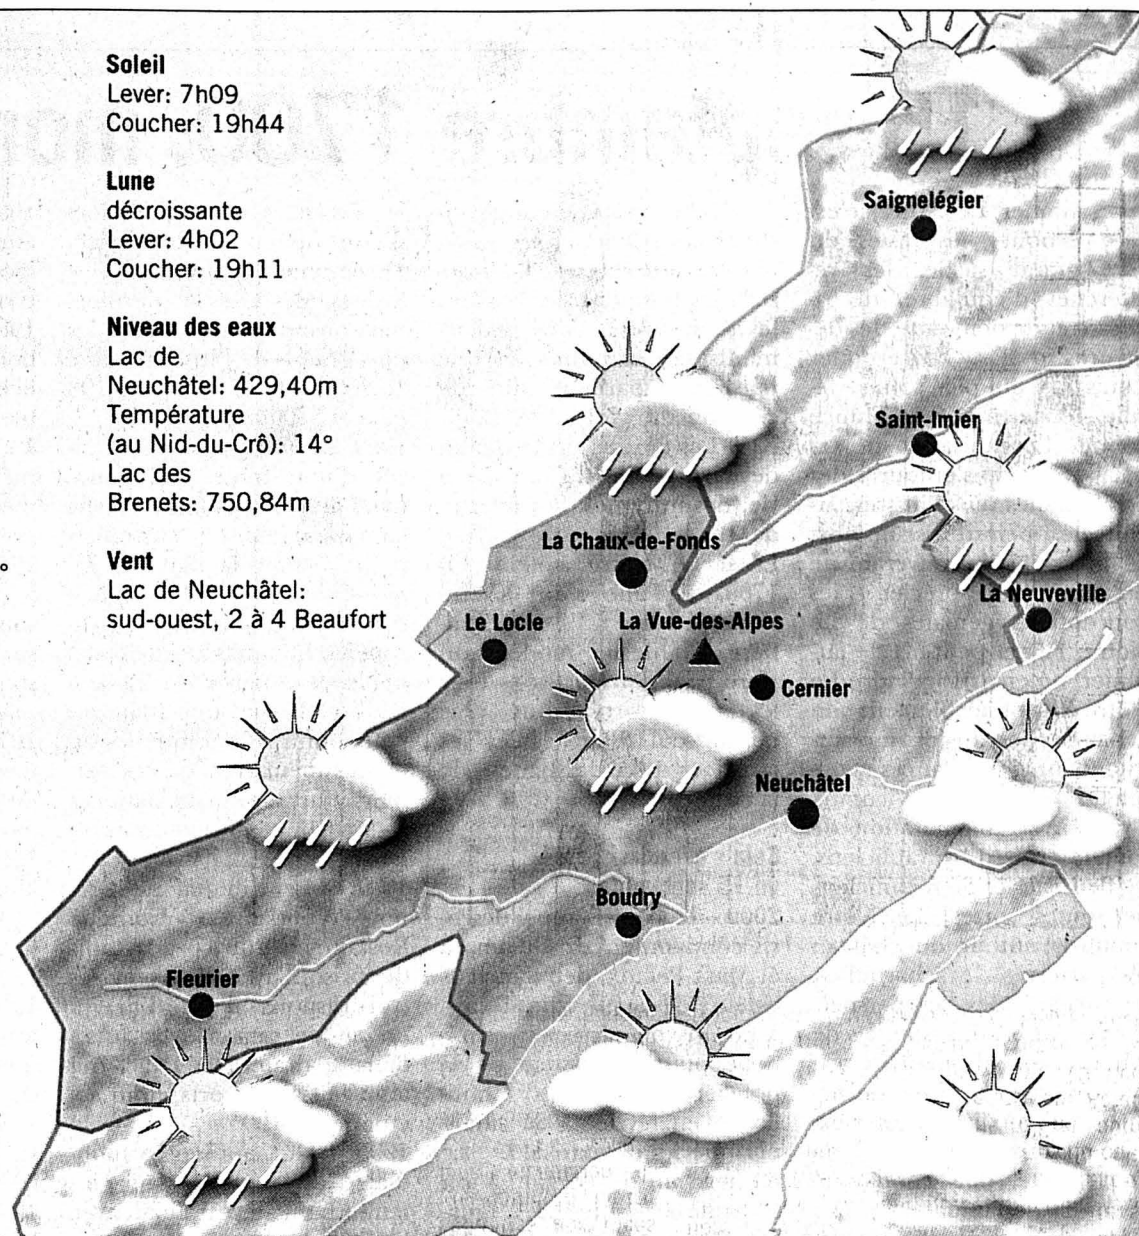 Soleil
Lever: 7h09
Coucher: 19h44
Lune
décroissante
Lever: 4h02
Coucher: 19h11
Niveau des eaux
Lac de
Neuchâtel: 429,40m
Température
(au Nid-du-Crô): 14°
Lac des
Brenets: 750,84m
Vent
Lac de Neuchâtel:
sud-ouest, 2 à 4 Beaufort
Saignelégier
Saint-Imier
La Chaux-de-Fonds
La Neuveville
Le Locle
La Vue-des-Alpes
Cernier
Neuchâtel
Boudry
Fleurier